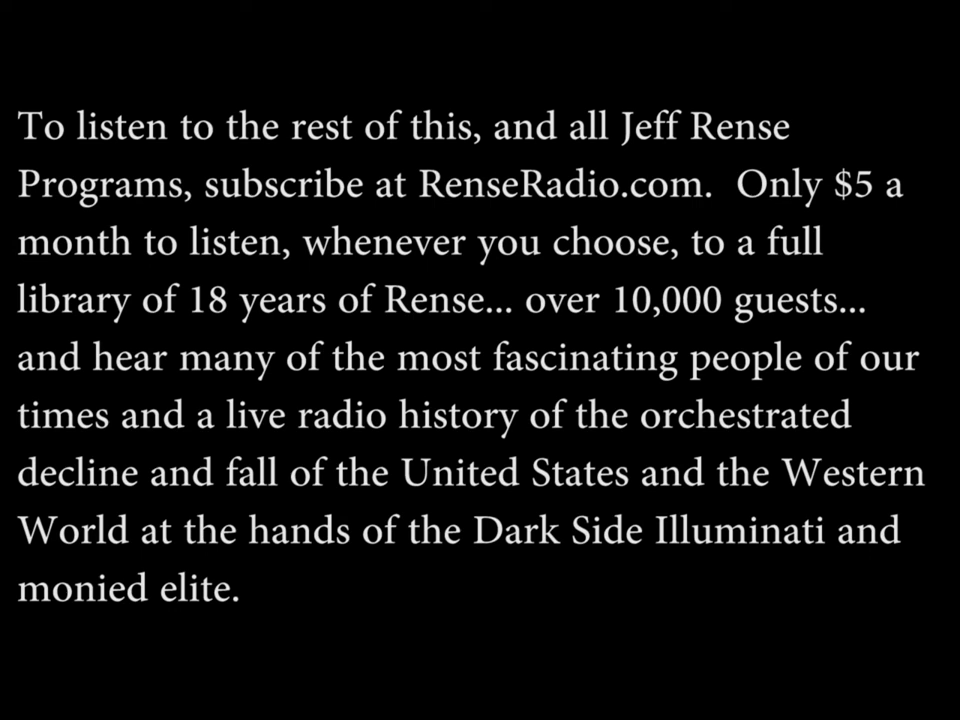 To listen to the rest of this, and all Jeff Rense
Programs, subscribe at RenseRadio.com.  Only $5 a
month to listen, whenever you choose, to a full
library of 18 years of Rense... over 10,000 guests...
and hear many of the most fascinating people of our
times and a live radio history of the orchestrated
decline and fall of the United States and the Western
World at the hands of the Dark Side Illuminati and
monied elite.